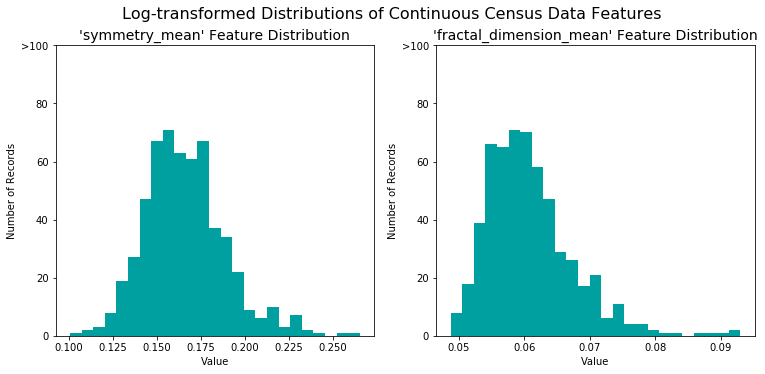 Log-transformed Distributions of Continuous Census Data Features
'symmetry_mean' Feature Distribution
'fractal_dimension_mean' Feature Distribution
>100
80
60
40
20
0
Number of Records
0.100 0.125 0.150 0.175 0.200 0.225 0.250
Value
>100
80
60
40
20
0
Number of Records
0.05 0.06 0.07 0.08 0.09
Value